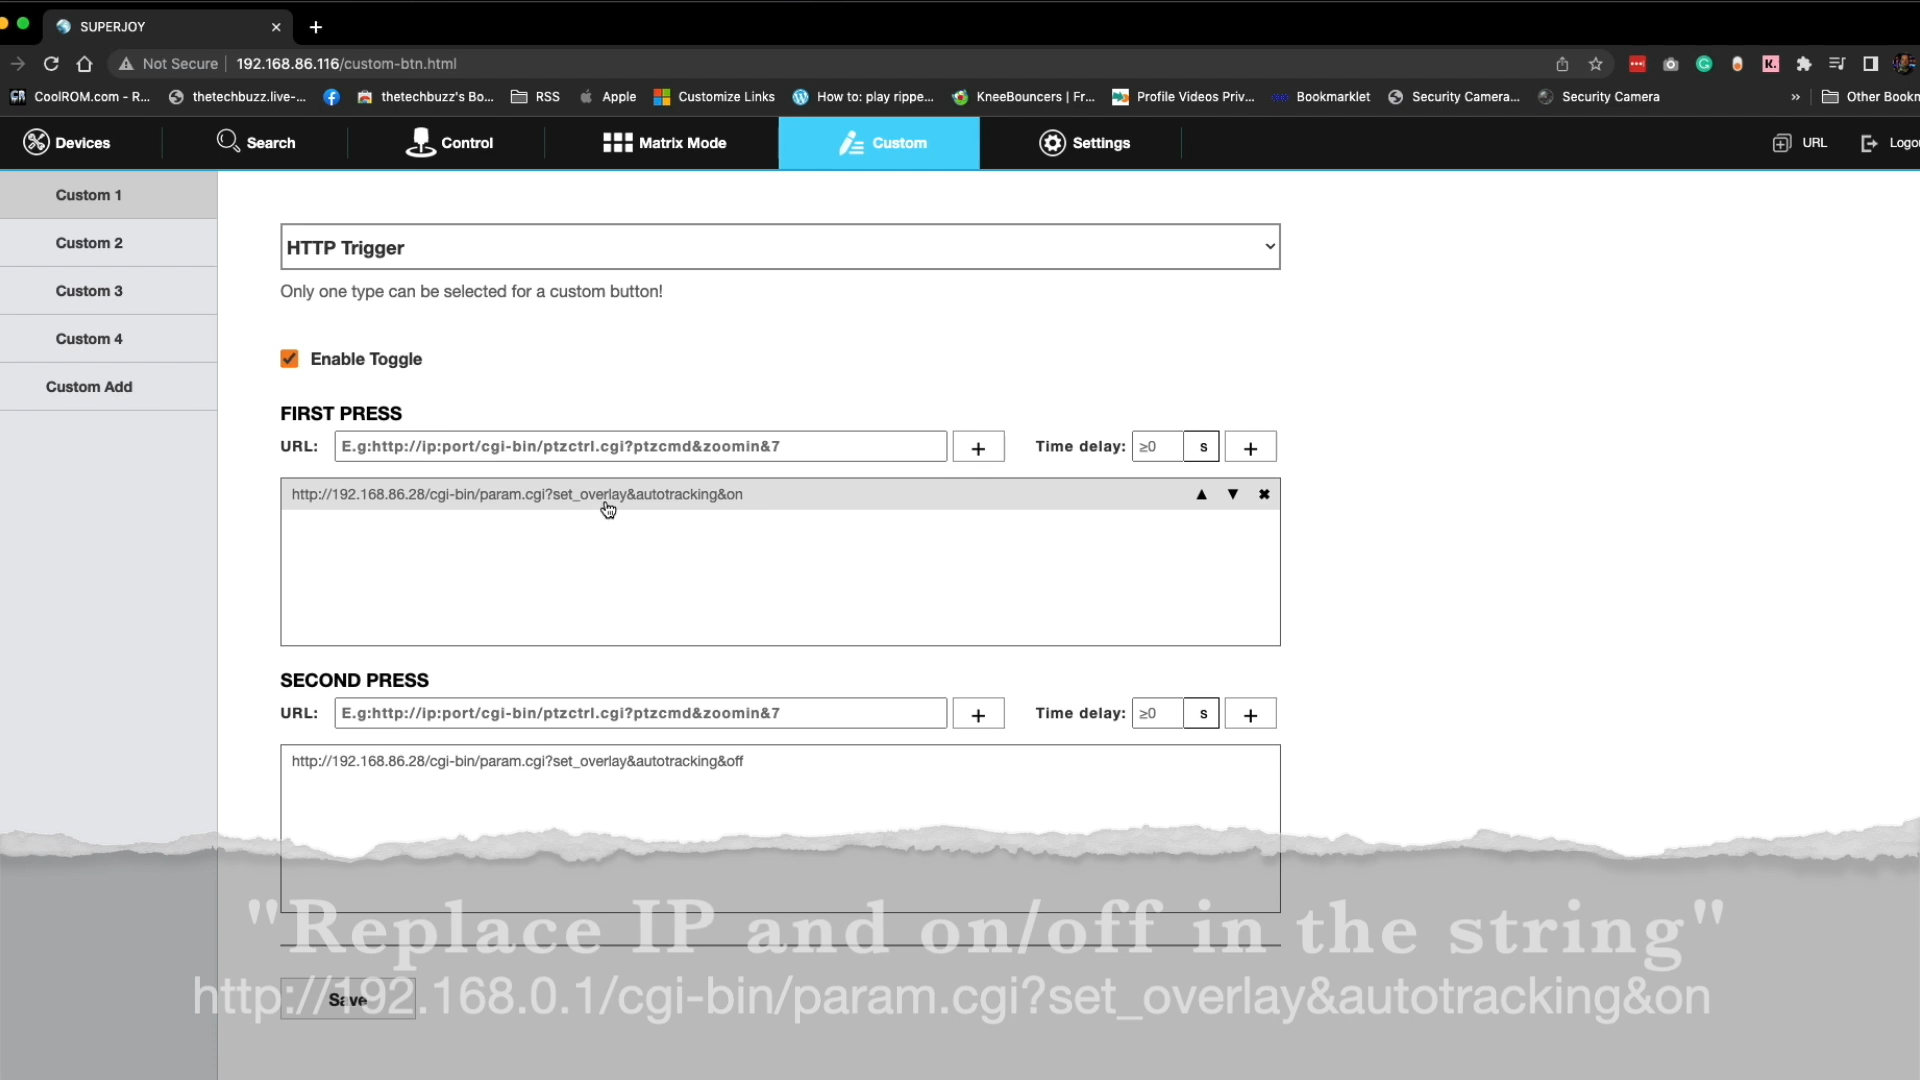 SUPERJOY
Not Secure 192.168.86.116/custom-btn.html
CoolROM.com - R... thetechbuzz.live-... thetechbuzz's Bo... RSS Apple Customize Links How to: play rippe... KneeBouncers | Fr... Profile Videos Priv... Bookmarklet Security Camera... Security Camera » Other Bookn
Devices Search Control Matrix Mode Custom Settings URL Logou
Custom 1
Custom 2
Custom 3
Custom 4
Custom Add
HTTP Trigger
Only one type can be selected for a custom button!
Enable Toggle
FIRST PRESS
URL: E.g:http://ip:port/cgi-bin/ptzctrl.cgi?ptzcmd&zoomin&7 + Time delay: ≥0 s +
http://192.168.86.28/cgi-bin/param.cgi?set_overlay&autotracking&on
SECOND PRESS
URL: E.g:http://ip:port/cgi-bin/ptzctrl.cgi?ptzcmd&zoomin&7 + Time delay: ≥0 s +
http://192.168.86.28/cgi-bin/param.cgi?set_overlay&autotracking&off
"Replace IP and on/off in the string"
http://192.168.0.1/cgi-bin/param.cgi?set_overlay&autotracking&on
Save